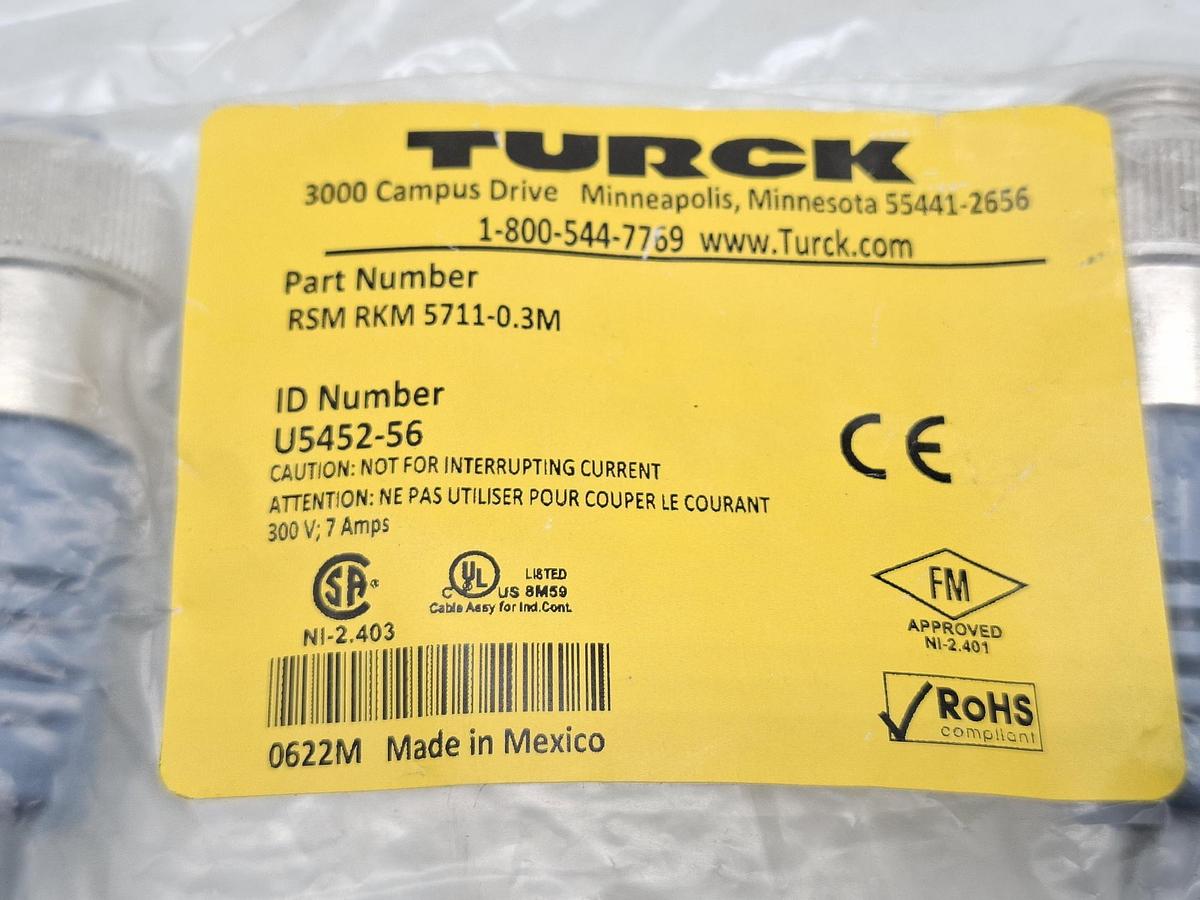 TURCK
3000 Campus Drive Minneapolis, Minnesota 55441-2656
1-800-544-7769 www.Turck.com
Part Number
RSM RKM 5711-0.3M
ID Number
U5452-56
CAUTION: NOT FOR INTERRUPTING CURRENT
ATTENTION: NE PAS UTILISER POUR COUPER LE COURANT
300 V; 7 Amps
CE
SA
NI-2.403
C UL US LISTED 8M59
Cable Assy for Ind.Cont.
FM
APPROVED
NI-2.401
RoHS
compliant
0622M Made in Mexico